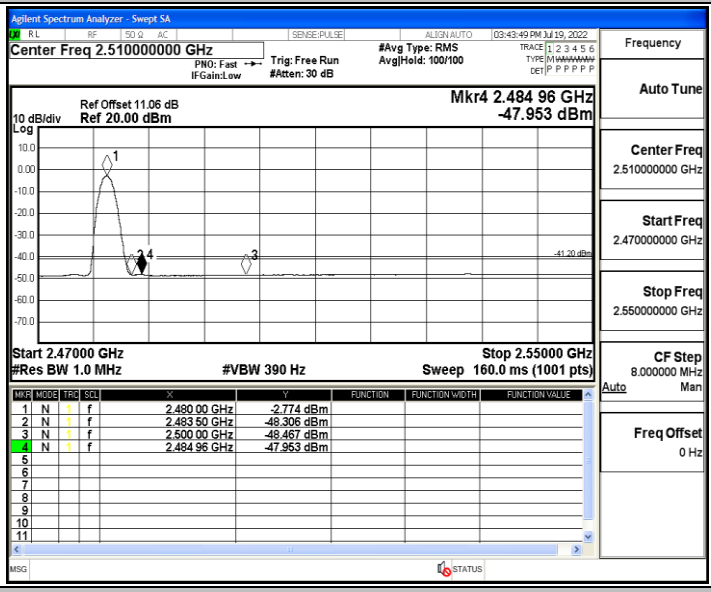 Agilent Spectrum Analyzer - Swept SA
LXI RL RF 50 Ω AC SENSE:PULSE ALIGN AUTO 03:43:49 PM Jul 19, 2022
Center Freq 2.510000000 GHz
PNO: Fast
IFGain:Low
Trig: Free Run
#Atten: 30 dB
#Avg Type: RMS
Avg|Hold: 100/100
TRACE 1 2 3 4 5 6
TYPE M WWWWW
DET P P P P P P
Ref Offset 11.06 dB
Ref 20.00 dBm
10 dB/div
Log
Mkr4 2.484 96 GHz
-47.953 dBm
10.0
0.00
-10.0
-20.0
-30.0
-40.0
-50.0
-60.0
-70.0
1
2 4
3
-41.20 dBm
Start 2.47000 GHz
#Res BW 1.0 MHz
#VBW 390 Hz
Stop 2.55000 GHz
Sweep 160.0 ms (1001 pts)
MKR MODE TRC SCL X Y FUNCTION FUNCTION WIDTH FUNCTION VALUE
1 N 1 f 2.480 00 GHz -2.774 dBm
2 N 1 f 2.483 50 GHz -48.306 dBm
3 N 1 f 2.500 00 GHz -48.467 dBm
4 N 1 f 2.484 96 GHz -47.953 dBm
5
6
7
8
9
10
11
MSG
STATUS
Frequency
Auto Tune
Center Freq
2.510000000 GHz
Start Freq
2.470000000 GHz
Stop Freq
2.550000000 GHz
CF Step
8.000000 MHz
Auto Man
Freq Offset
0 Hz